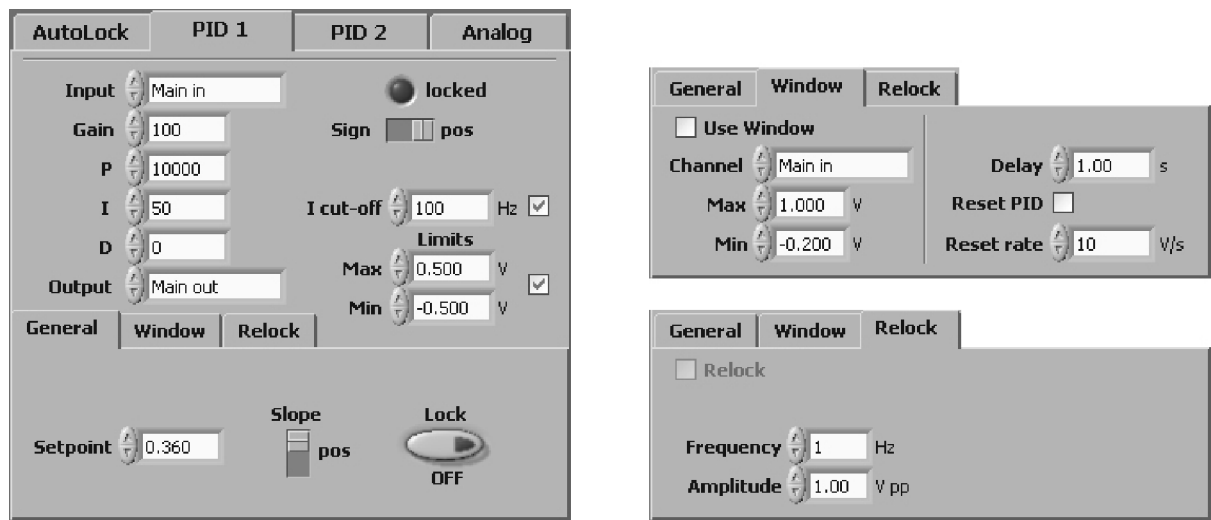 AutoLock PID 1 PID 2 Analog
Input Main in locked
Gain 100 Sign pos
P 10000
I 50 I cut-off 100 Hz
D 0 Limits
Max 0.500 V
Output Main out
Min -0.500 V
General Window Relock
Slope Lock
Setpoint 0.360 pos
OFF
General Window Relock
Use Window
Channel Main in Delay 1.00 s
Max 1.000 V Reset PID
Min -0.200 V Reset rate 10 V/s
General Window Relock
Relock
Frequency 1 Hz
Amplitude 1.00 V pp